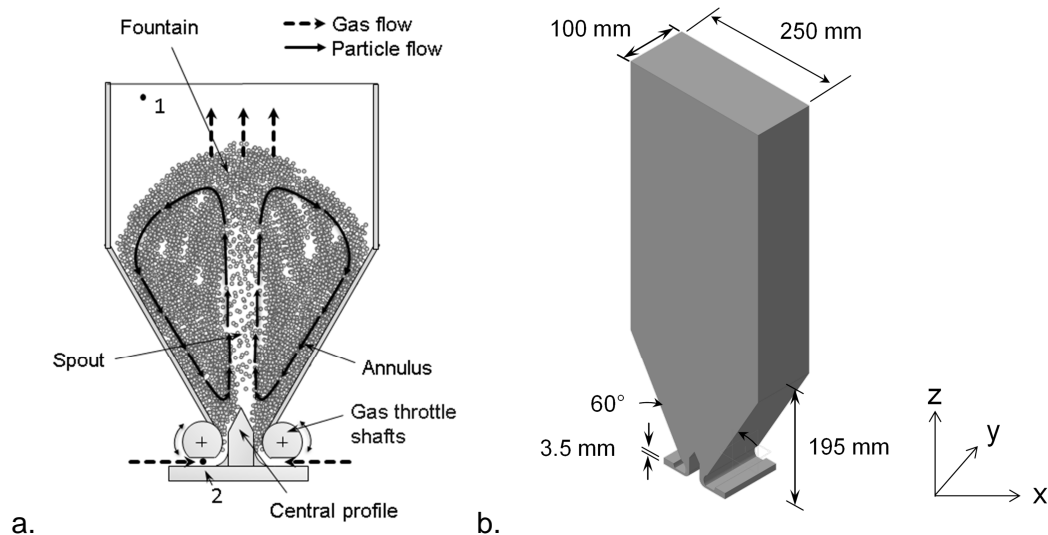 Fountain
Gas flow
Particle flow
1
Spout
Annulus
Gas throttle
shafts
2
Central profile
a.
100 mm
250 mm
60°
3.5 mm
195 mm
z
y
x
b.